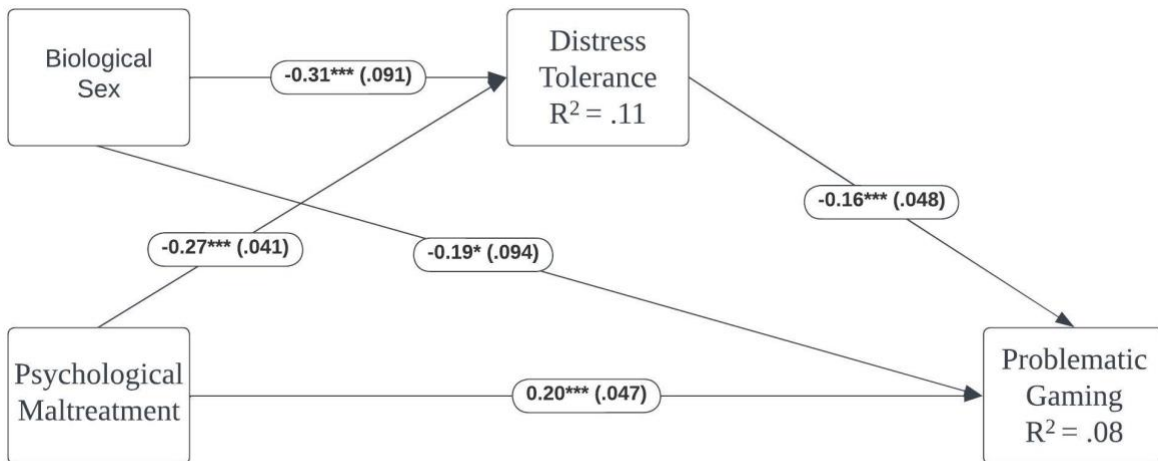 Biological
Sex
-0.31*** (.091)
Distress
Tolerance
R² = .11
-0.16*** (.048)
-0.27*** (.041)
-0.19* (.094)
Psychological
Maltreatment
0.20*** (.047)
Problematic
Gaming
R² = .08